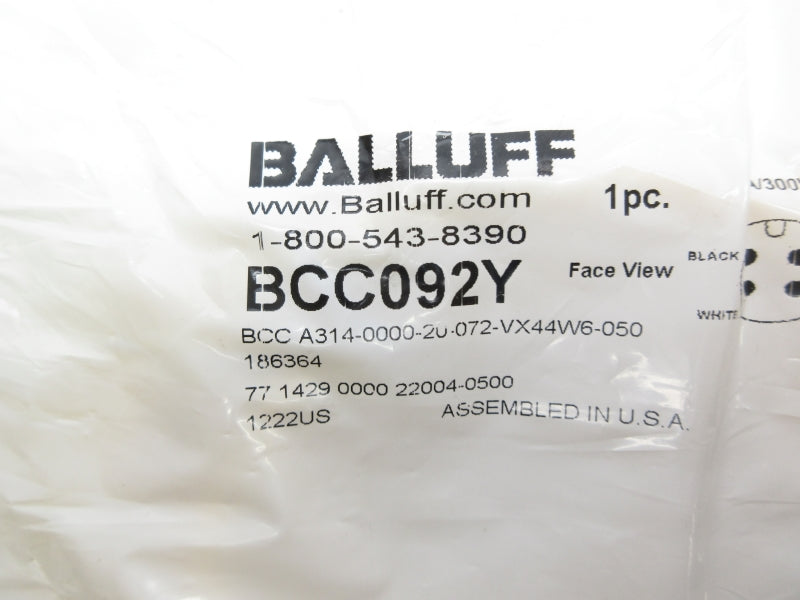 BALLUFF
www.Balluff.com
1pc.
1-800-543-8390
BCC092Y
Face View
BLACK
WHITE
BCC A314-0000-20-072-VX44W6-050
186364
77 1429 0000 22004-0500
1222US
ASSEMBLED IN U.S.A.